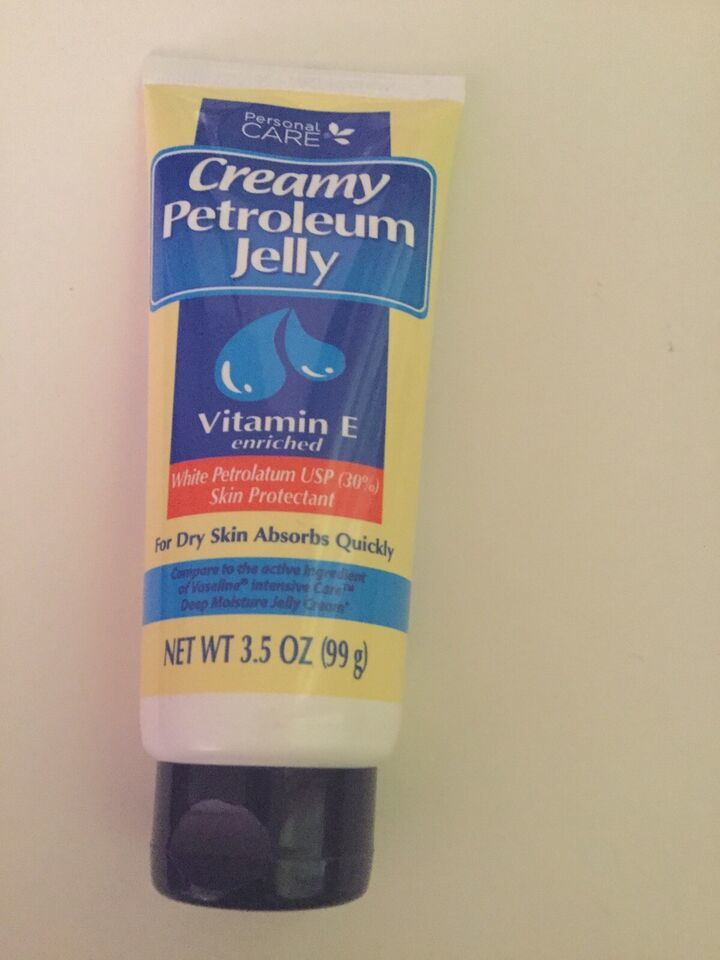 Personal
CARE®
Creamy
Petroleum
Jelly
Vitamin E
enriched
White Petrolatum USP (30%)
Skin Protectant
For Dry Skin Absorbs Quickly
Compare to the active Ingredient
of Vaseline® Intensive Care™
Deep Moisture Jelly Cream*
NET WT 3.5 OZ (99 g)